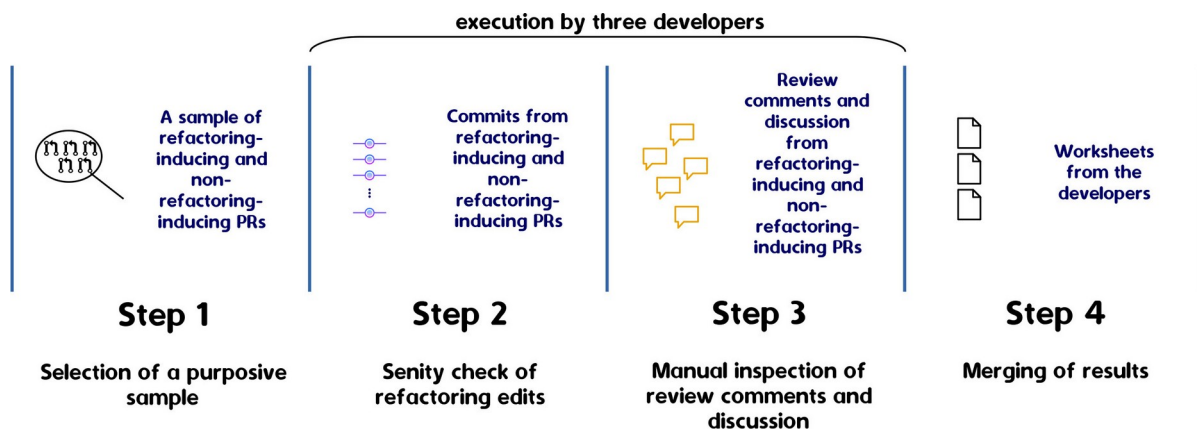 execution by three developers
A sample of
refactoring-
inducing and
non-
refactoring-
inducing PRs
Step 1
Selection of a purposive
sample
Commits from
refactoring-
inducing and
non-
refactoring-
inducing PRs
Step 2
Senity check of
refactoring edits
Review
comments and
discussion
from
refactoring-
inducing and
non-
refactoring-
inducing PRs
Step 3
Manual inspection of
review comments and
discussion
Worksheets
from the
developers
Step 4
Merging of results